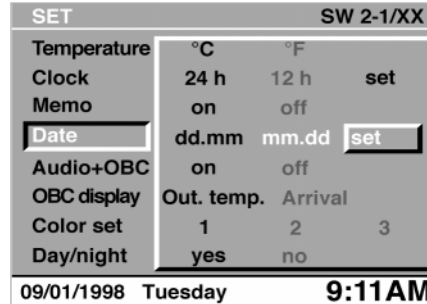 SET SW 2-1/XX
Temperature °C °F
Clock 24 h 12 h set
Memo on off
Date dd.mm mm.dd set
Audio+OBC on off
OBC display Out. temp. Arrival
Color set 1 2 3
Day/night yes no
09/01/1998 Tuesday 9:11AM